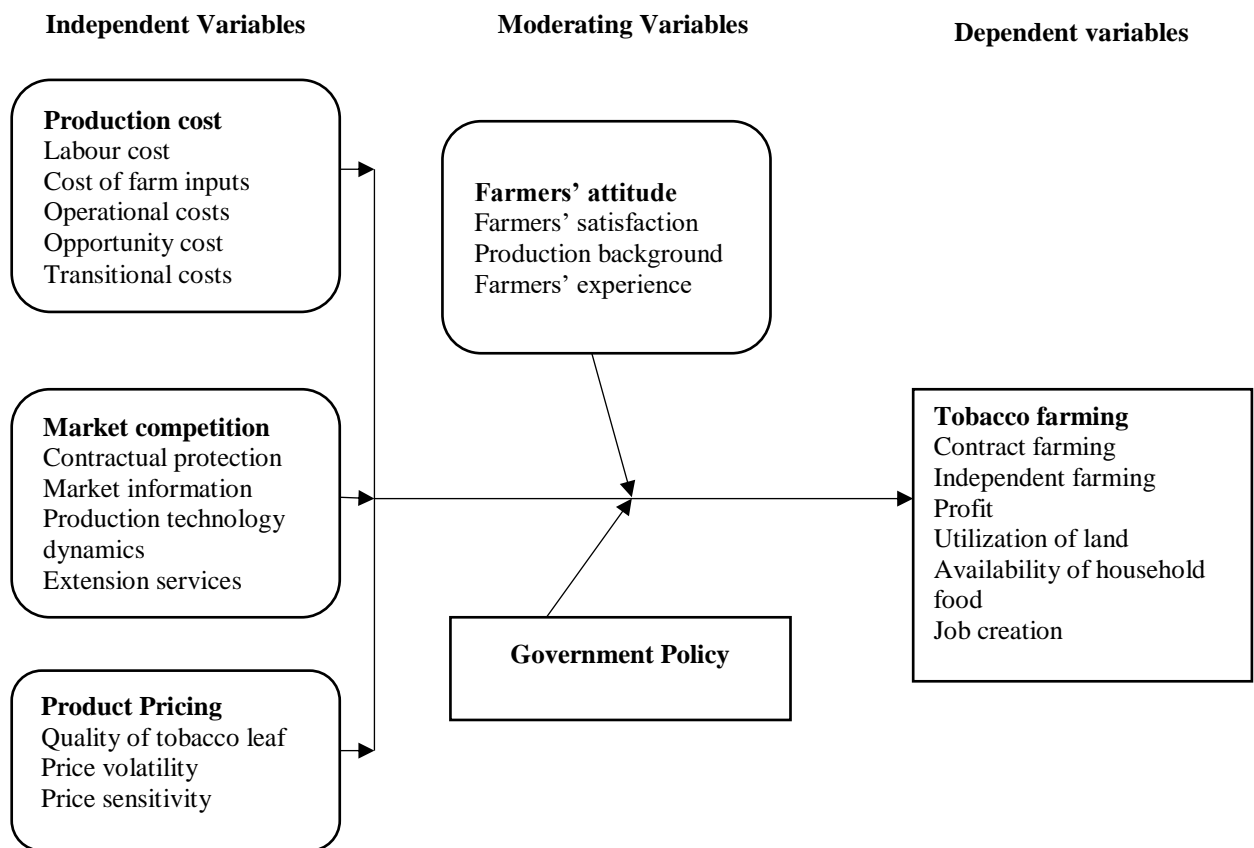 Independent Variables
Moderating Variables
Dependent variables
Production cost
Labour cost
Cost of farm inputs
Operational costs
Opportunity cost
Transitional costs
Farmers’ attitude
Farmers’ satisfaction
Production background
Farmers’ experience
Market competition
Contractual protection
Market information
Production technology
dynamics
Extension services
Tobacco farming
Contract farming
Independent farming
Profit
Utilization of land
Availability of household
food
Job creation
Government Policy
Product Pricing
Quality of tobacco leaf
Price volatility
Price sensitivity